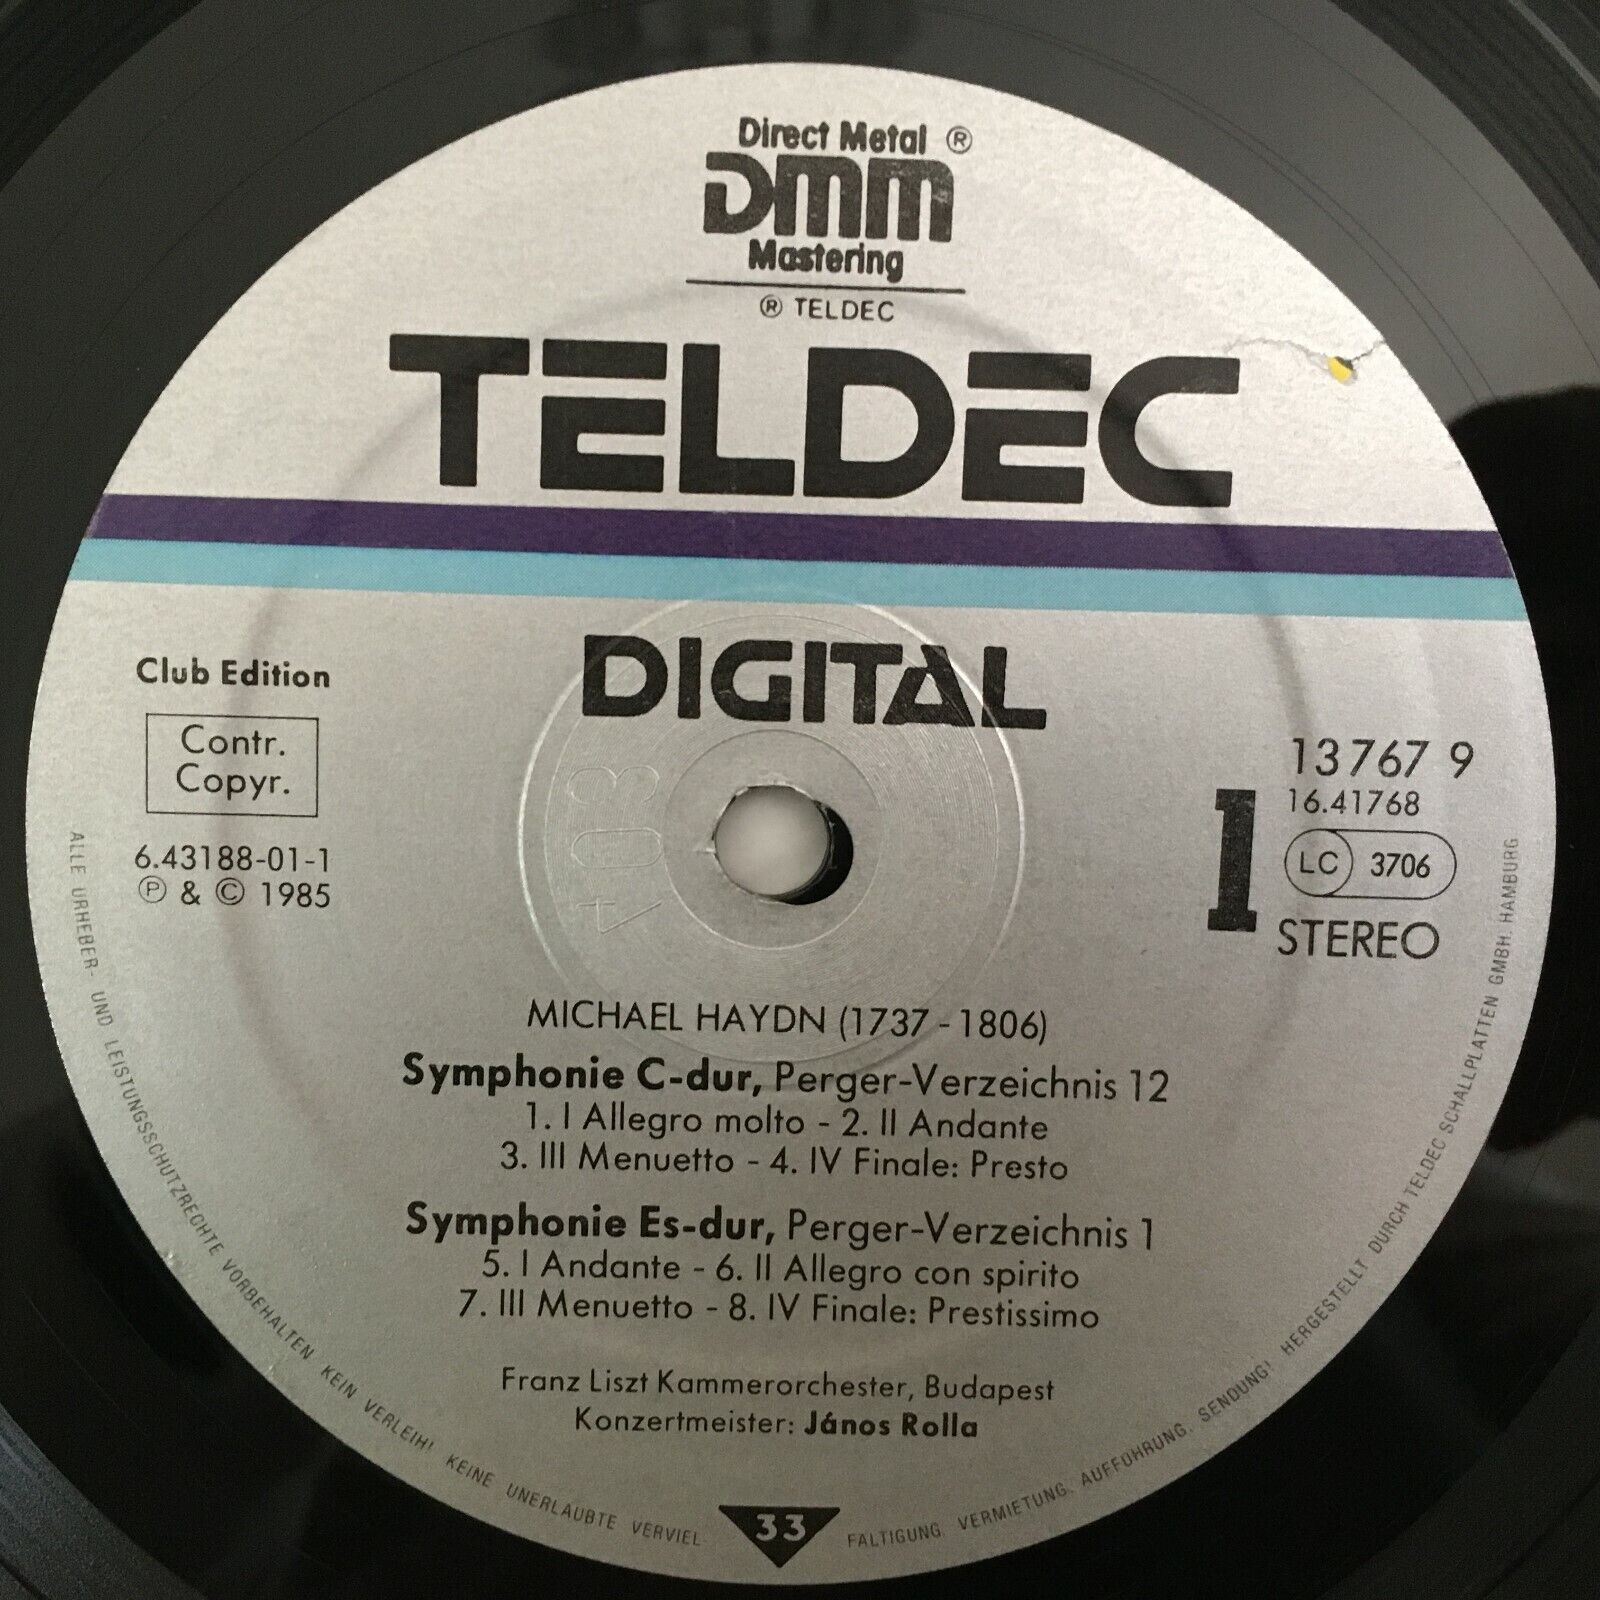 Direct Metal ®
DMM
Mastering
® TELDEC
TELDEC
DIGITAL
Club Edition
Contr.
Copyr.
6.43188-01-1
℗ & © 1985
13 767 9
16.41768
1
LC 3706
STEREO
403
MICHAEL HAYDN (1737 - 1806)
Symphonie C-dur, Perger-Verzeichnis 12
1. I Allegro molto - 2. II Andante
3. III Menuetto - 4. IV Finale: Presto
Symphonie Es-dur, Perger-Verzeichnis 1
5. I Andante - 6. II Allegro con spirito
7. III Menuetto - 8. IV Finale: Prestissimo
Franz Liszt Kammerorchester, Budapest
Konzertmeister: János Rolla
33
ALLE URHEBER- UND LEISTUNGSSCHUTZRECHTE VORBEHALTEN KEIN VERLEIH! KEINE UNERLAUBTE VERVIEL- FÄLTIGUNG, VERMIETUNG, AUFFÜHRUNG, SENDUNG! HERGESTELLT DURCH TELDEC SCHALLPLATTEN GMBH, HAMBURG